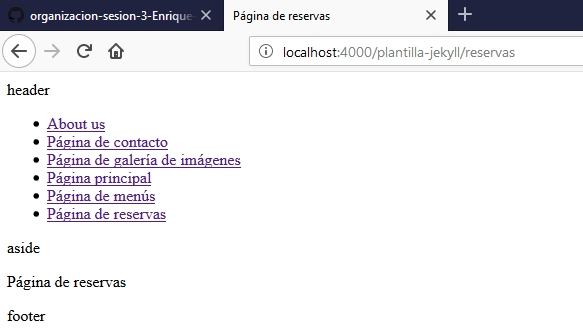 organizacion-sesion-3-Enrique
Página de reservas
localhost:4000/plantilla-jekyll/reservas
header
About us
Página de contacto
Página de galería de imágenes
Página principal
Página de menús
Página de reservas
aside
Página de reservas
footer